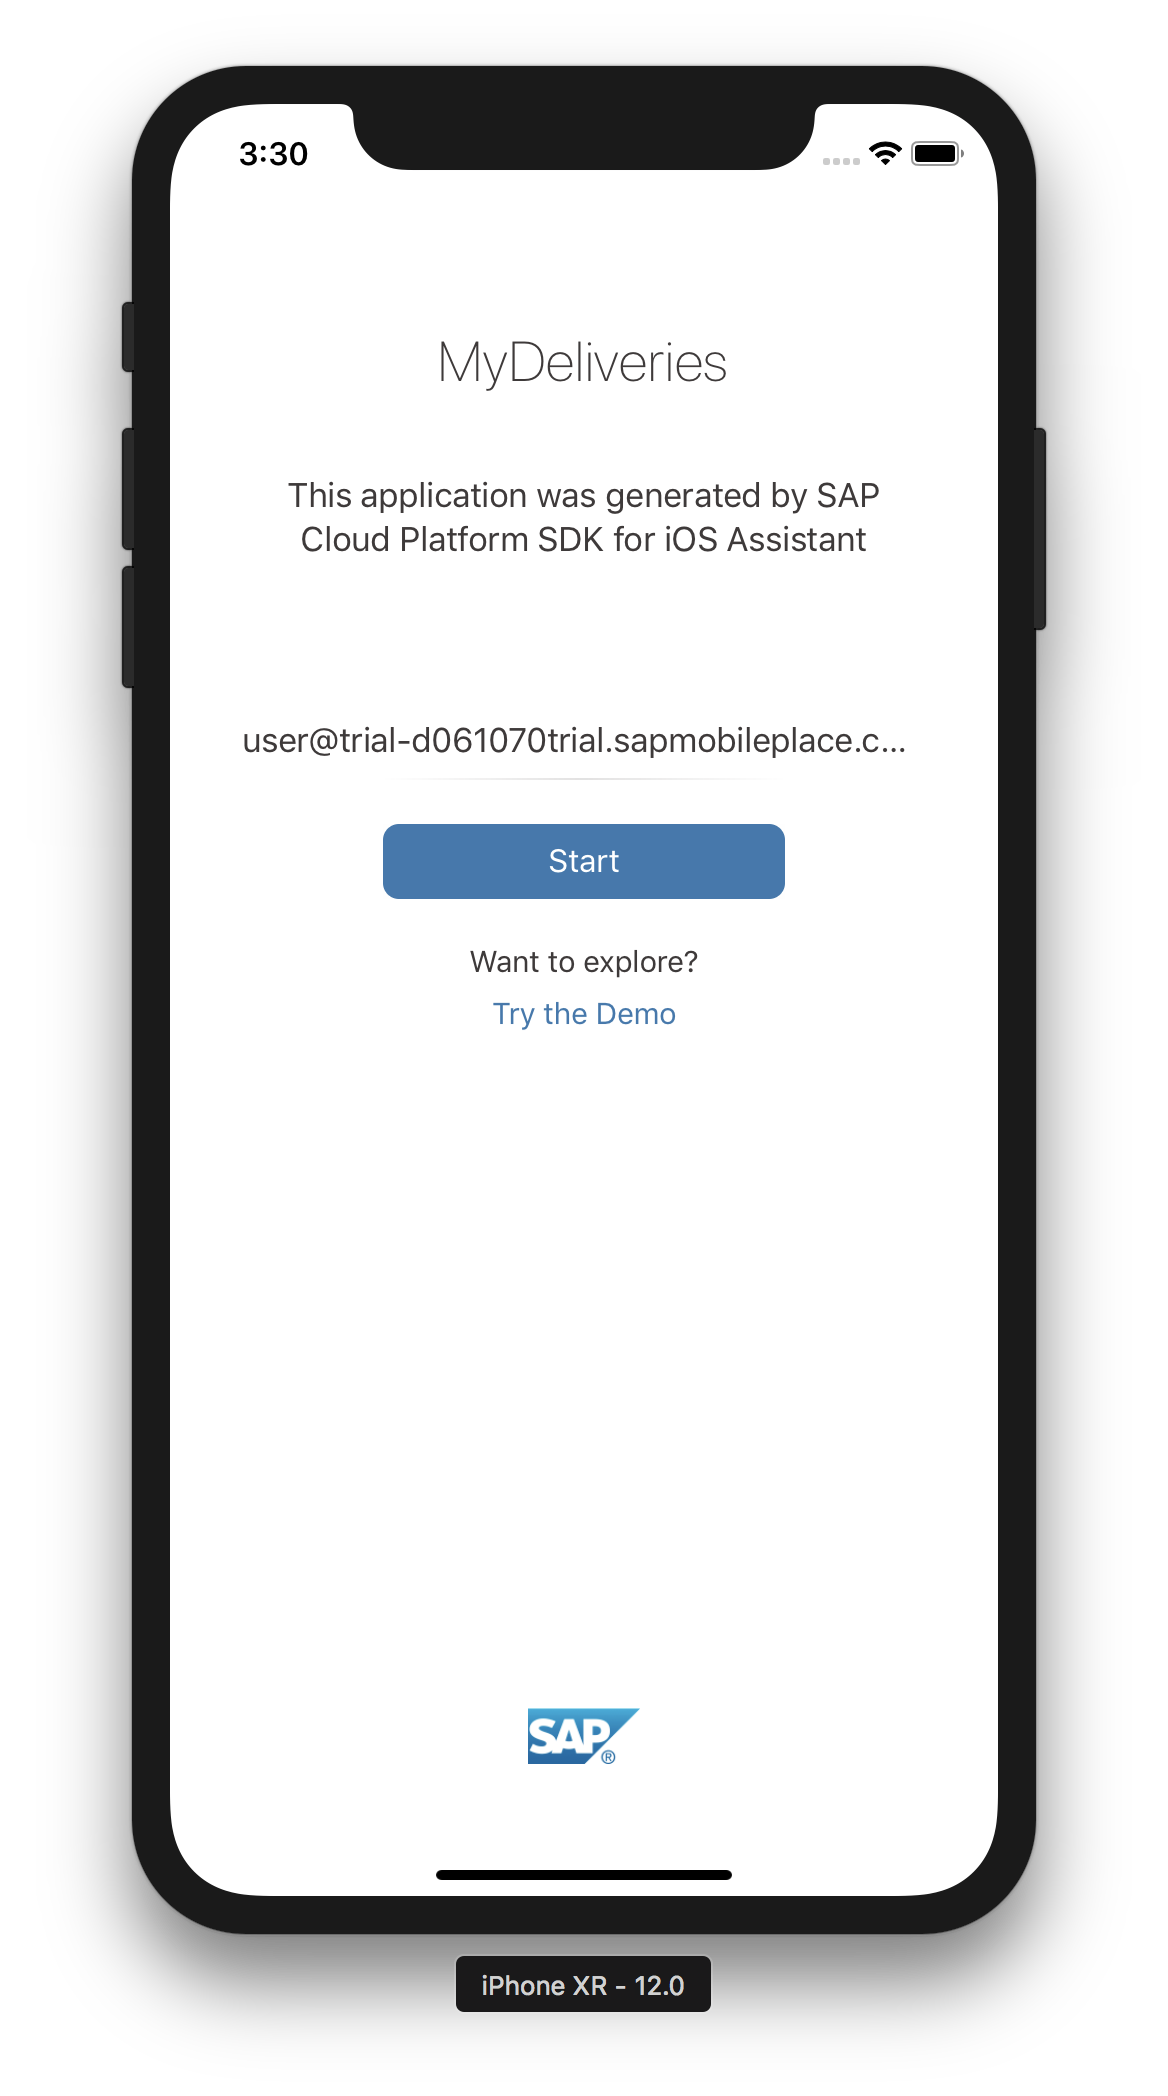 3:30
MyDeliveries
This application was generated by SAP
Cloud Platform SDK for iOS Assistant
user@trial-d061070trial.sapmobileplace.c...
Start
Want to explore?
Try the Demo
SAP®
iPhone XR - 12.0